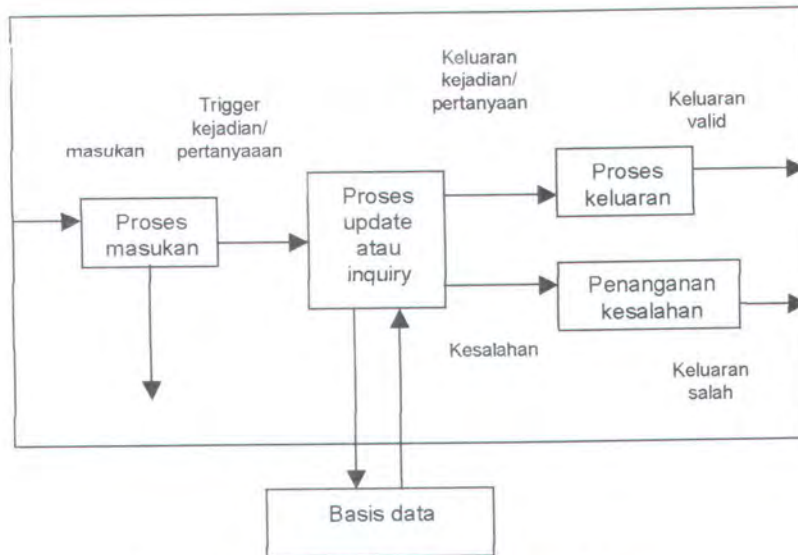 masukan
Trigger
kejadian/
pertanyaaan
Keluaran
kejadian/
pertanyaan
Keluaran
valid
Proses
masukan
Proses
update
atau
inquiry
Proses
keluaran
Penanganan
kesalahan
Kesalahan
Keluaran
salah
Basis data